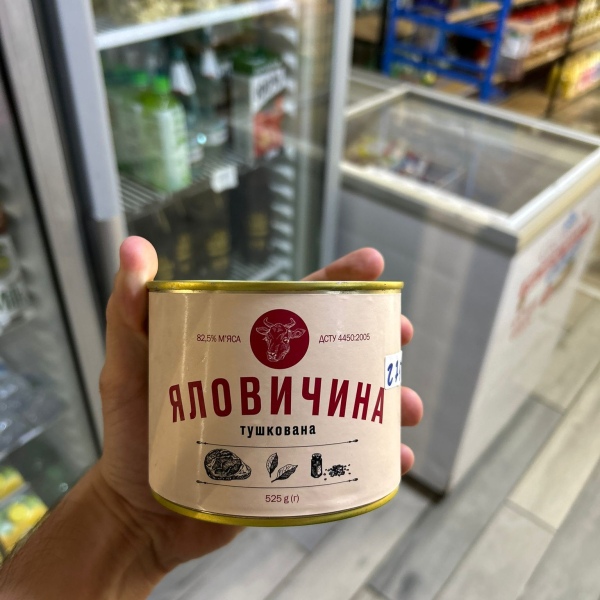 82,5% М'ЯСА
ДСТУ 4450:2005
ЯЛОВИЧИНА
тушкована
525 g (г)